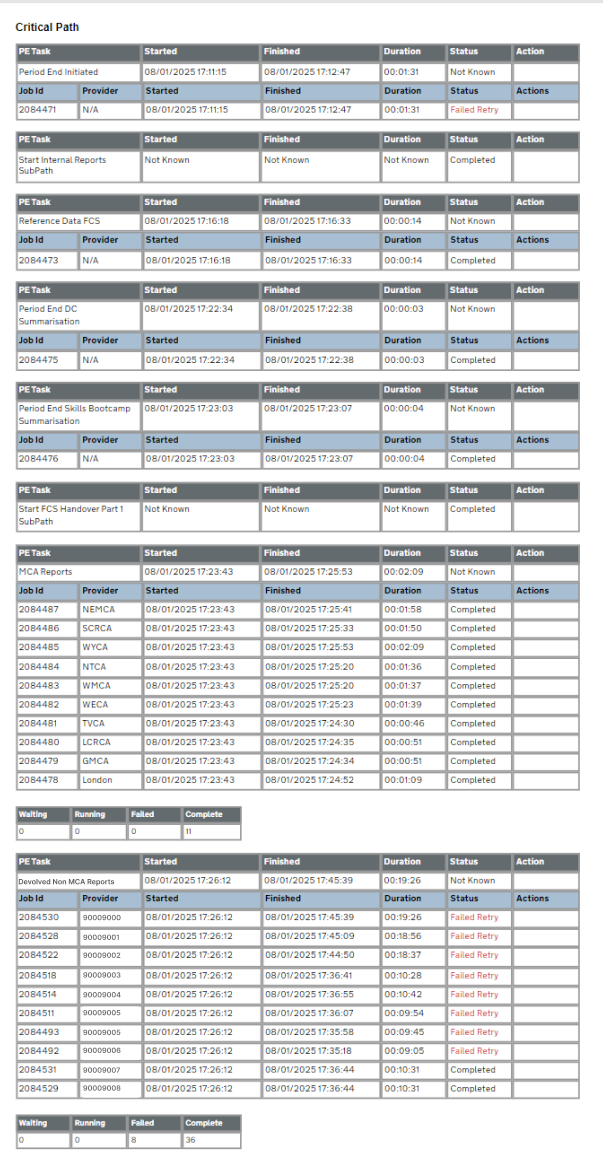 Critical Path
PE Task Started Finished Duration Status Action
Period End Initiated 08/01/2025 17:11:15 08/01/2025 17:12:47 00:01:31 Not Known
Job Id Provider Started Finished Duration Status Actions
2084471 N/A 08/01/2025 17:11:15 08/01/2025 17:12:47 00:01:31 Failed Retry
PE Task Started Finished Duration Status Action
Start Internal Reports Not Known Not Known Not Known Completed
SubPath
PE Task Started Finished Duration Status Action
Reference Data FCS 08/01/2025 17:16:18 08/01/2025 17:16:33 00:00:14 Not Known
Job Id Provider Started Finished Duration Status Actions
2084473 N/A 08/01/2025 17:16:18 08/01/2025 17:16:33 00:00:14 Completed
PE Task Started Finished Duration Status Action
Period End DC 08/01/2025 17:22:34 08/01/2025 17:22:38 00:00:03 Not Known
Summarisation
Job Id Provider Started Finished Duration Status Actions
2084475 N/A 08/01/2025 17:22:34 08/01/2025 17:22:38 00:00:03 Completed
PE Task Started Finished Duration Status Action
Period End Skills Bootcamp 08/01/2025 17:23:03 08/01/2025 17:23:07 00:00:04 Not Known
Summarisation
Job Id Provider Started Finished Duration Status Actions
2084476 N/A 08/01/2025 17:23:03 08/01/2025 17:23:07 00:00:04 Completed
PE Task Started Finished Duration Status Action
Start FCS Handover Part 1 Not Known Not Known Not Known Completed
SubPath
PE Task Started Finished Duration Status Action
MCA Reports 08/01/2025 17:23:43 08/01/2025 17:25:53 00:02:09 Not Known
Job Id Provider Started Finished Duration Status Actions
2084487 NEMCA 08/01/2025 17:23:43 08/01/2025 17:25:41 00:01:58 Completed
2084486 SCRCA 08/01/2025 17:23:43 08/01/2025 17:25:33 00:01:50 Completed
2084485 WYCA 08/01/2025 17:23:43 08/01/2025 17:25:53 00:02:09 Completed
2084484 NTCA 08/01/2025 17:23:43 08/01/2025 17:25:20 00:01:36 Completed
2084483 WMCA 08/01/2025 17:23:43 08/01/2025 17:25:20 00:01:37 Completed
2084482 WECA 08/01/2025 17:23:43 08/01/2025 17:25:23 00:01:39 Completed
2084481 TVCA 08/01/2025 17:23:43 08/01/2025 17:24:30 00:00:46 Completed
2084480 LCRCA 08/01/2025 17:23:43 08/01/2025 17:24:35 00:00:51 Completed
2084479 GMCA 08/01/2025 17:23:43 08/01/2025 17:24:34 00:00:51 Completed
2084478 London 08/01/2025 17:23:43 08/01/2025 17:24:52 00:01:09 Completed
Waiting Running Failed Complete
0 0 0 11
PE Task Started Finished Duration Status Action
Devolved Non MCA Reports 08/01/2025 17:26:12 08/01/2025 17:45:39 00:19:26 Not Known
Job Id Provider Started Finished Duration Status Actions
2084530 90009000 08/01/2025 17:26:12 08/01/2025 17:45:39 00:19:26 Failed Retry
2084528 90009001 08/01/2025 17:26:12 08/01/2025 17:45:09 00:18:56 Failed Retry
2084522 90009002 08/01/2025 17:26:12 08/01/2025 17:44:50 00:18:37 Failed Retry
2084518 90009003 08/01/2025 17:26:12 08/01/2025 17:36:41 00:10:28 Failed Retry
2084514 90009004 08/01/2025 17:26:12 08/01/2025 17:36:55 00:10:42 Failed Retry
2084511 90009005 08/01/2025 17:26:12 08/01/2025 17:36:07 00:09:54 Failed Retry
2084493 90009005 08/01/2025 17:26:12 08/01/2025 17:35:58 00:09:45 Failed Retry
2084492 90009006 08/01/2025 17:26:12 08/01/2025 17:35:18 00:09:05 Failed Retry
2084531 90009007 08/01/2025 17:26:12 08/01/2025 17:36:44 00:10:31 Completed
2084529 90009008 08/01/2025 17:26:12 08/01/2025 17:36:44 00:10:31 Completed
Waiting Running Failed Complete
0 0 8 36